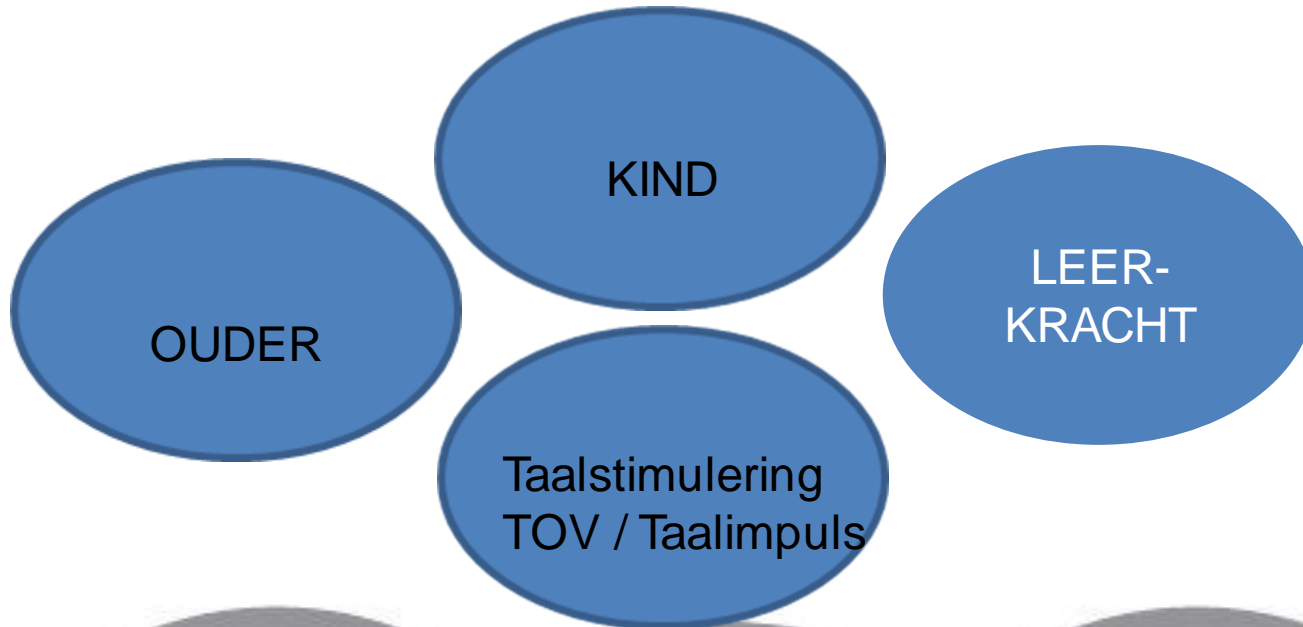 KIND
OUDER
LEER-
KRACHT
Taalstimulering
TOV / Taalimpuls